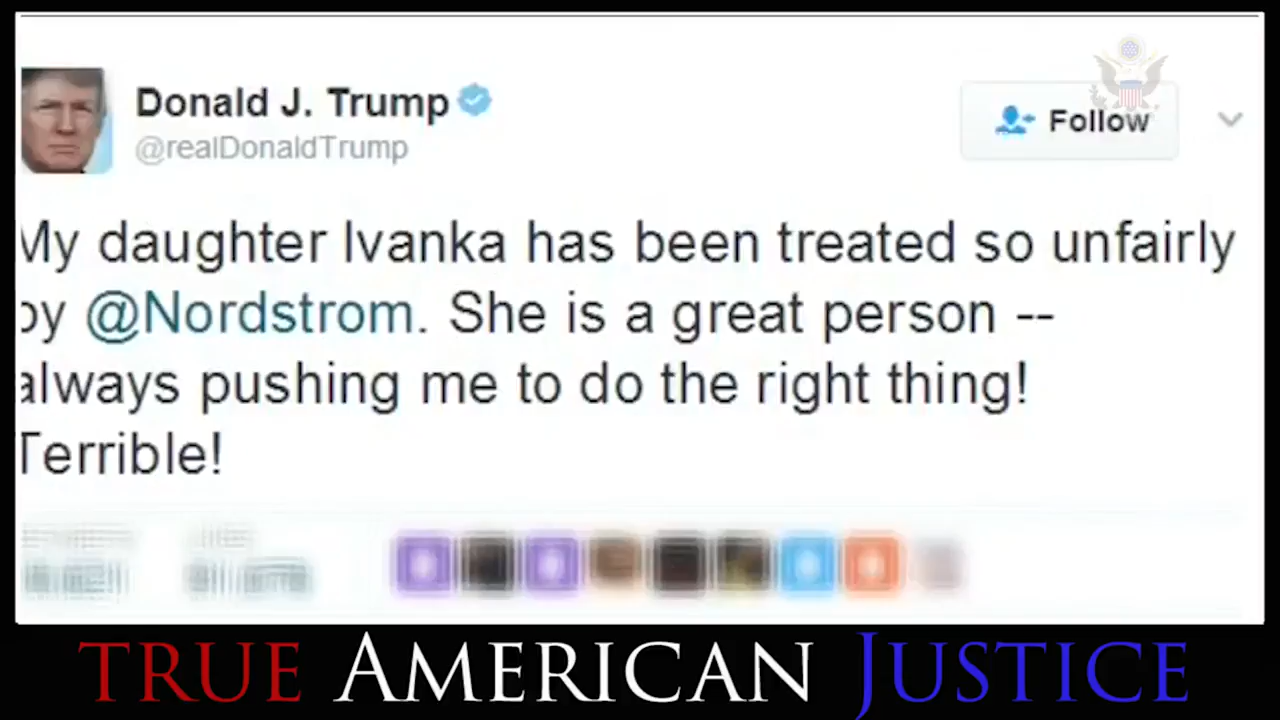 Donald J. Trump
@realDonaldTrump
Follow
My daughter Ivanka has been treated so unfairly
by @Nordstrom. She is a great person --
always pushing me to do the right thing!
Terrible!
TRUE AMERICAN JUSTICE